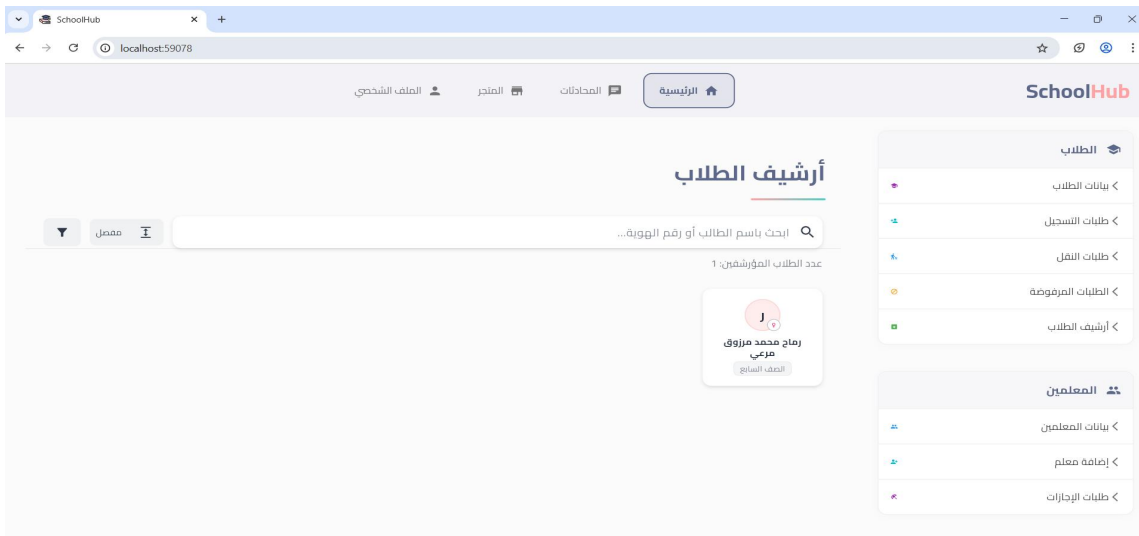 SchoolHub
localhost:59078
SchoolHub
الرئيسية
المحادثات
المتجر
الملف الشخصي
الطلاب
بيانات الطلاب
طلبات التسجيل
طلبات النقل
الطلبات المرفوضة
أرشيف الطلاب
المعلمين
بيانات المعلمين
إضافة معلم
طلبات الإجازات
أرشيف الطلاب
ابحث باسم الطالب أو رقم الهوية...
مفصل
عدد الطلاب المؤرشفين: 1
ر
رماح محمد مرزوق
مرعي
الصف السابع